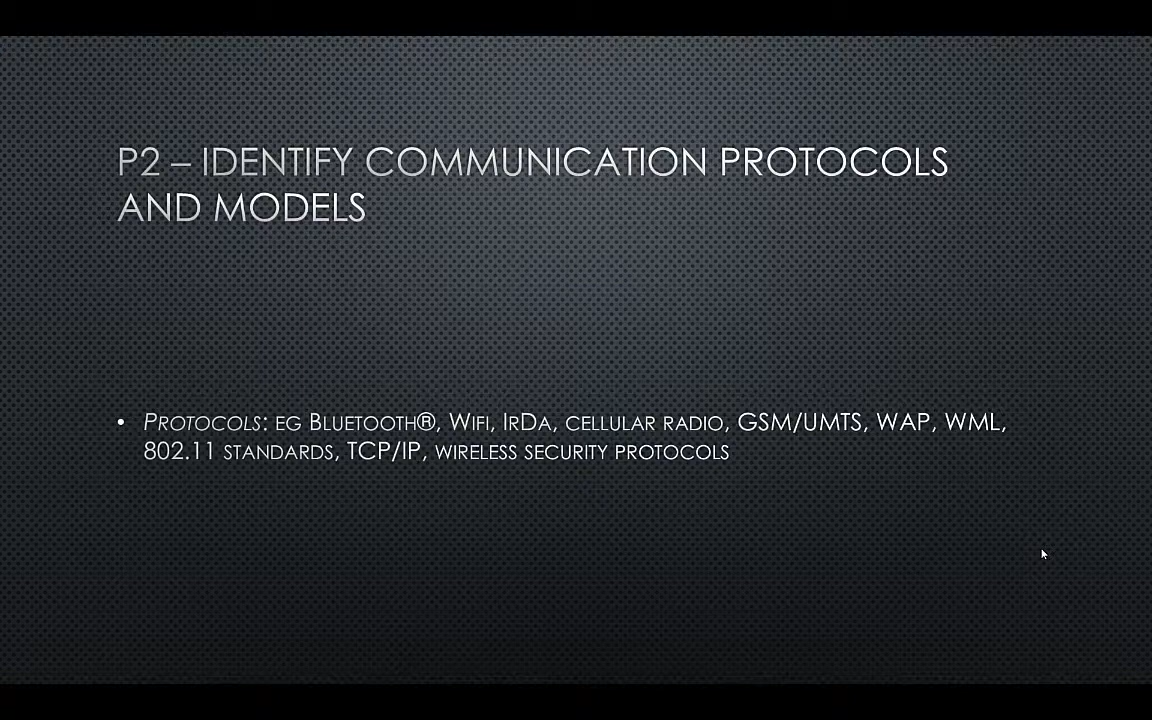 P2 – IDENTIFY COMMUNICATION PROTOCOLS
AND MODELS
• PROTOCOLS: EG BLUETOOTH®, WIFI, IRDA, CELLULAR RADIO, GSM/UMTS, WAP, WML,
802.11 STANDARDS, TCP/IP, WIRELESS SECURITY PROTOCOLS